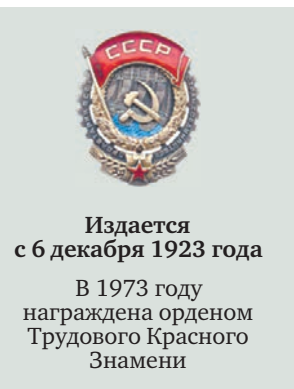 СССР
Издается
с 6 декабря 1923 года
В 1973 году
награждена орденом
Трудового Красного
Знамени